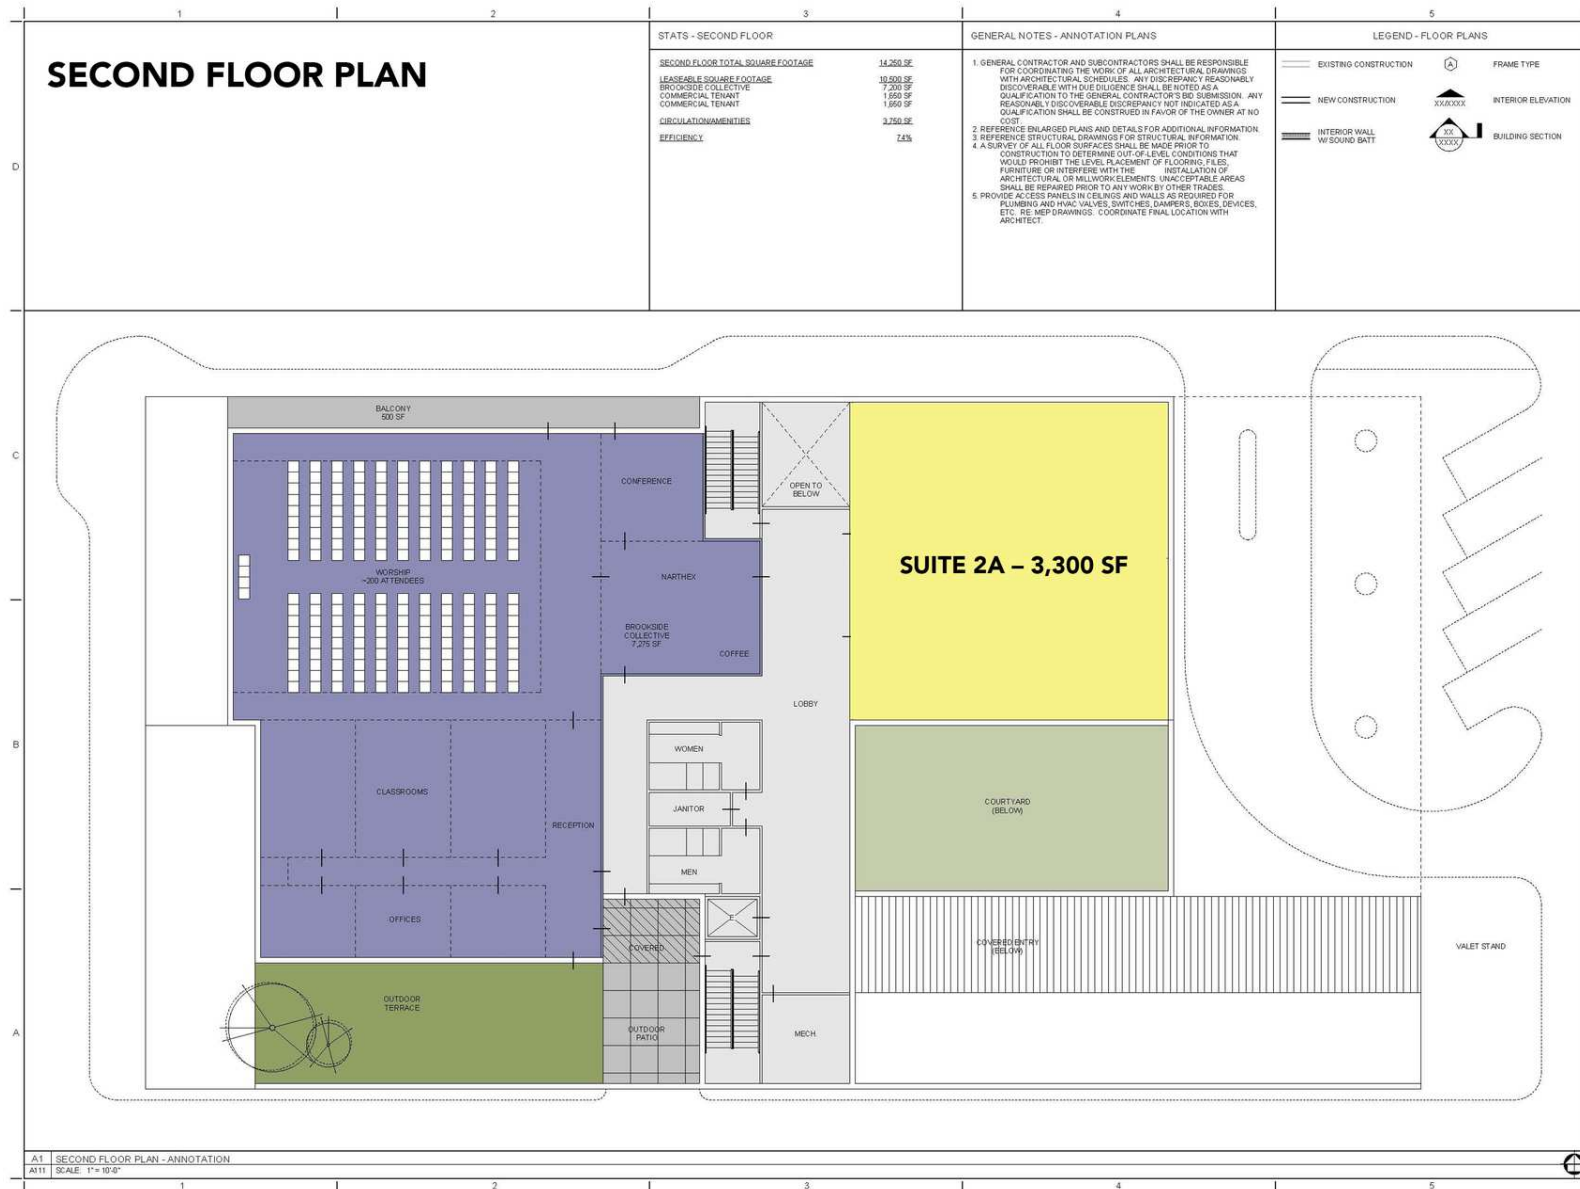 1 2 3 4 5
SECOND FLOOR PLAN
STATS - SECOND FLOOR
SECOND FLOOR TOTAL SQUARE FOOTAGE 14,250 SF
LEASEABLE SQUARE FOOTAGE 10,500 SF
BROOKSIDE COLLECTIVE 7,200 SF
COMMERCIAL TENANT 1,650 SF
COMMERCIAL TENANT 1,650 SF
CIRCULATION/AMENITIES 3,750 SF
EFFICIENCY 74%
GENERAL NOTES - ANNOTATION PLANS
1. GENERAL CONTRACTOR AND SUBCONTRACTORS SHALL BE RESPONSIBLE
FOR COORDINATING THE WORK OF ALL ARCHITECTURAL DRAWINGS
WITH ARCHITECTURAL SCHEDULES. ANY DISCREPANCY REASONABLY
DISCOVERABLE WITH DUE DILIGENCE SHALL BE NOTED AS A
QUALIFICATION TO THE GENERAL CONTRACTOR'S BID SUBMISSION. ANY
REASONABLY DISCOVERABLE DISCREPANCY NOT INDICATED AS A
QUALIFICATION SHALL BE CONSTRUED IN FAVOR OF THE OWNER AT NO
COST.
2. REFERENCE ENLARGED PLANS AND DETAILS FOR ADDITIONAL INFORMATION.
3. REFERENCE STRUCTURAL DRAWINGS FOR STRUCTURAL INFORMATION.
4. A SURVEY OF ALL FLOOR SURFACES SHALL BE MADE PRIOR TO
CONSTRUCTION TO DETERMINE OUT-OF-LEVEL CONDITIONS THAT
WOULD PROHIBIT THE LEVEL PLACEMENT OF FLOORING, FILES,
FURNITURE OR INTERFERE WITH THE INSTALLATION OF
ARCHITECTURAL OR MILLWORK ELEMENTS. UNACCEPTABLE AREAS
SHALL BE REPAIRED PRIOR TO ANY WORK BY OTHER TRADES.
5. PROVIDE ACCESS PANELS IN CEILINGS AND WALLS AS REQUIRED FOR
PLUMBING AND HVAC VALVES, SWITCHES, DAMPERS, BOXES, DEVICES,
ETC. RE: MEP DRAWINGS. COORDINATE FINAL LOCATION WITH
ARCHITECT.
LEGEND - FLOOR PLANS
EXISTING CONSTRUCTION
A FRAME TYPE
NEW CONSTRUCTION
XX/XXXX INTERIOR ELEVATION
INTERIOR WALL
W/ SOUND BATT
XX
XXXX
BUILDING SECTION
D
C
B
A
BALCONY
500 SF
CONFERENCE
OPEN TO
BELOW
SUITE 2A – 3,300 SF
WORSHIP
~200 ATTENDEES
NARTHEX
BROOKSIDE
COLLECTIVE
7,275 SF
COFFEE
LOBBY
WOMEN
CLASSROOMS
JANITOR
COURTYARD
(BELOW)
RECEPTION
MEN
OFFICES
E
COVERED
COVERED ENTRY
(BELOW)
VALET STAND
OUTDOOR
TERRACE
OUTDOOR
PATIO
MECH.
A1 SECOND FLOOR PLAN - ANNOTATION
A111 SCALE: 1" = 10'-0"
1 2 3 4 5